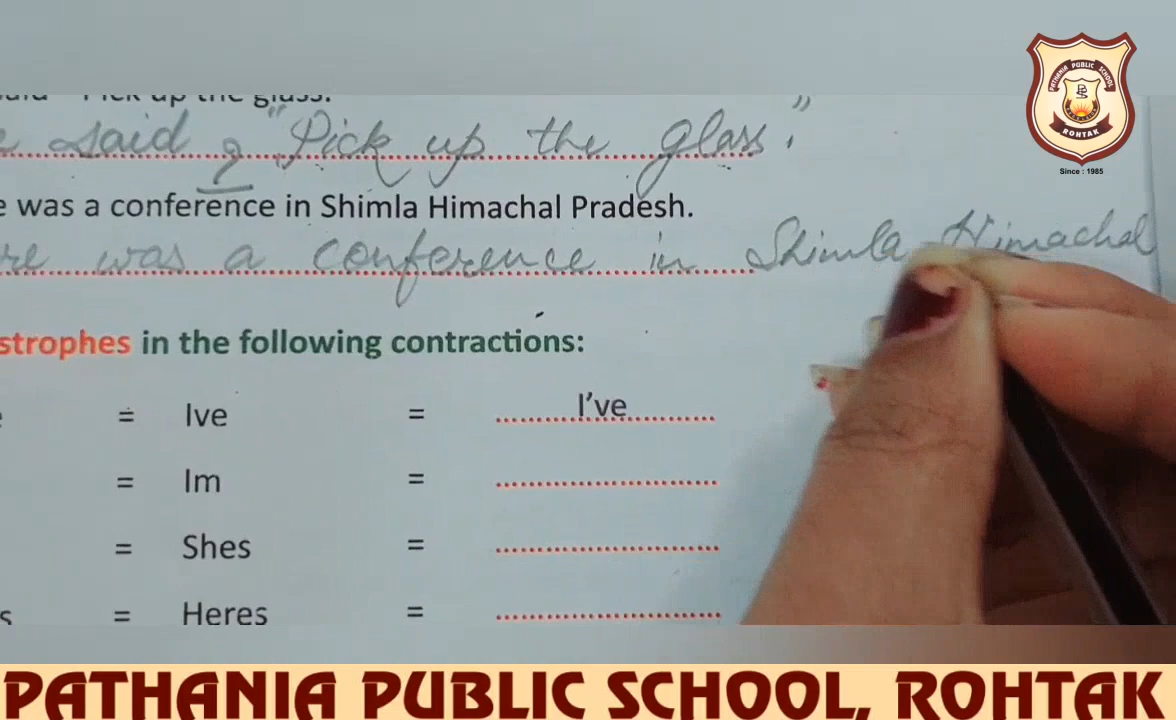 Pick up the glass.
said , "Pick up the glass."
was a conference in Shimla Himachal Pradesh.
was a conference in Shimla Himachal
strophes in the following contractions:
= Ive = I've
= Im =
= Shes =
= Heres =
PATHANIA PUBLIC SCHOOL
ROHTAK
Since : 1985
PATHANIA PUBLIC SCHOOL, ROHTAK